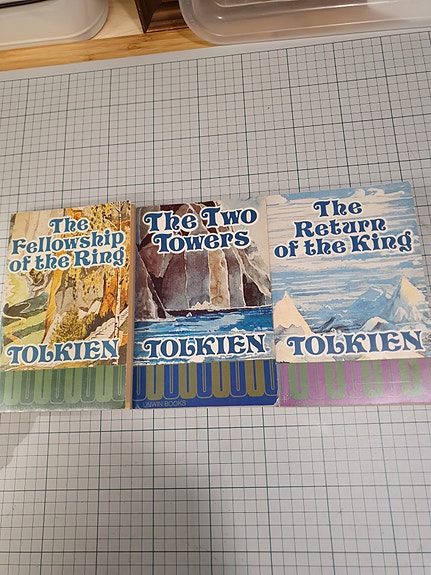 The
Fellowship
of the Ring
TOLKIEN
The Two
Towers
TOLKIEN
UNWIN BOOKS
The
Return
of the King
TOLKIEN